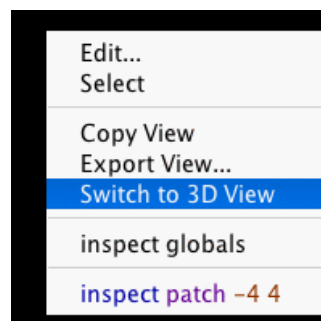 Edit...
Select
Copy View
Export View...
Switch to 3D View
inspect globals
inspect patch -4 4